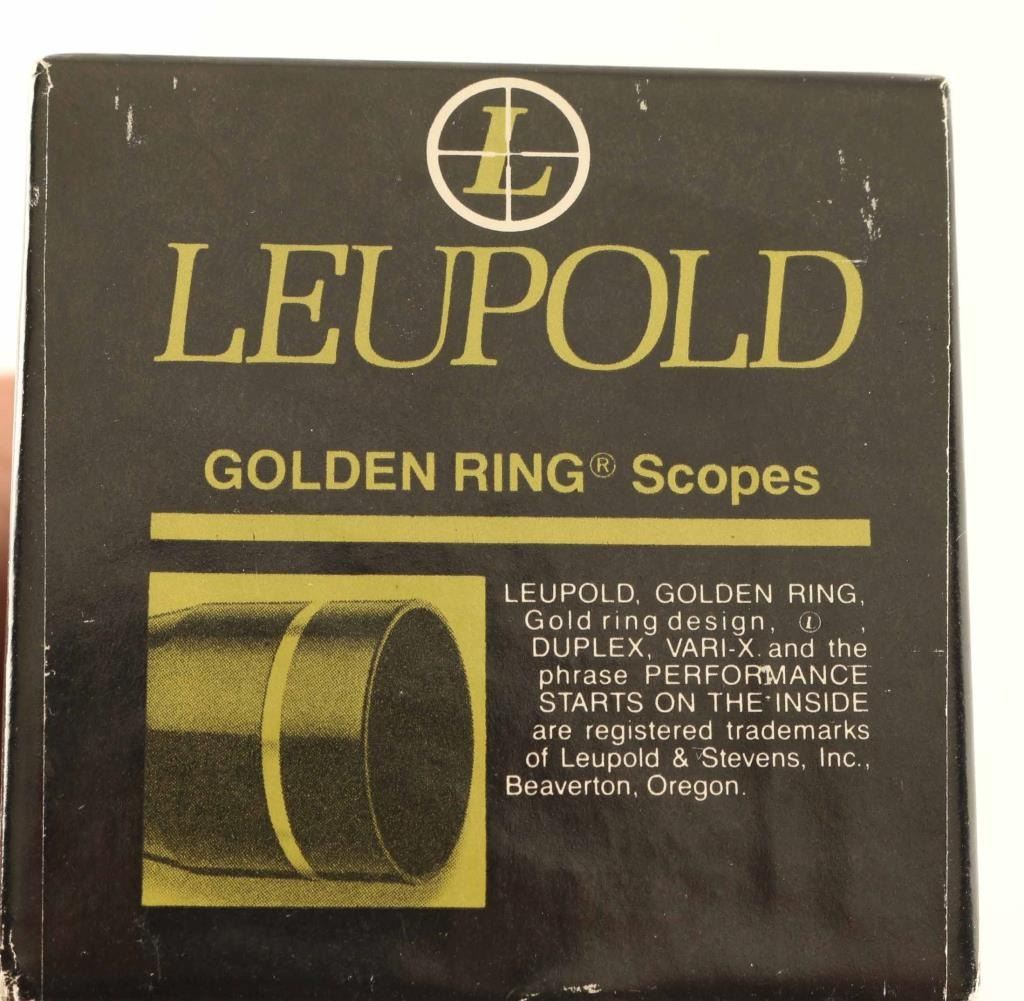 L
LEUPOLD
GOLDEN RING® Scopes
LEUPOLD, GOLDEN RING,
Gold ring design, Ⓛ ,
DUPLEX, VARI-X and the
phrase PERFORMANCE
STARTS ON THE INSIDE
are registered trademarks
of Leupold & Stevens, Inc.,
Beaverton, Oregon.